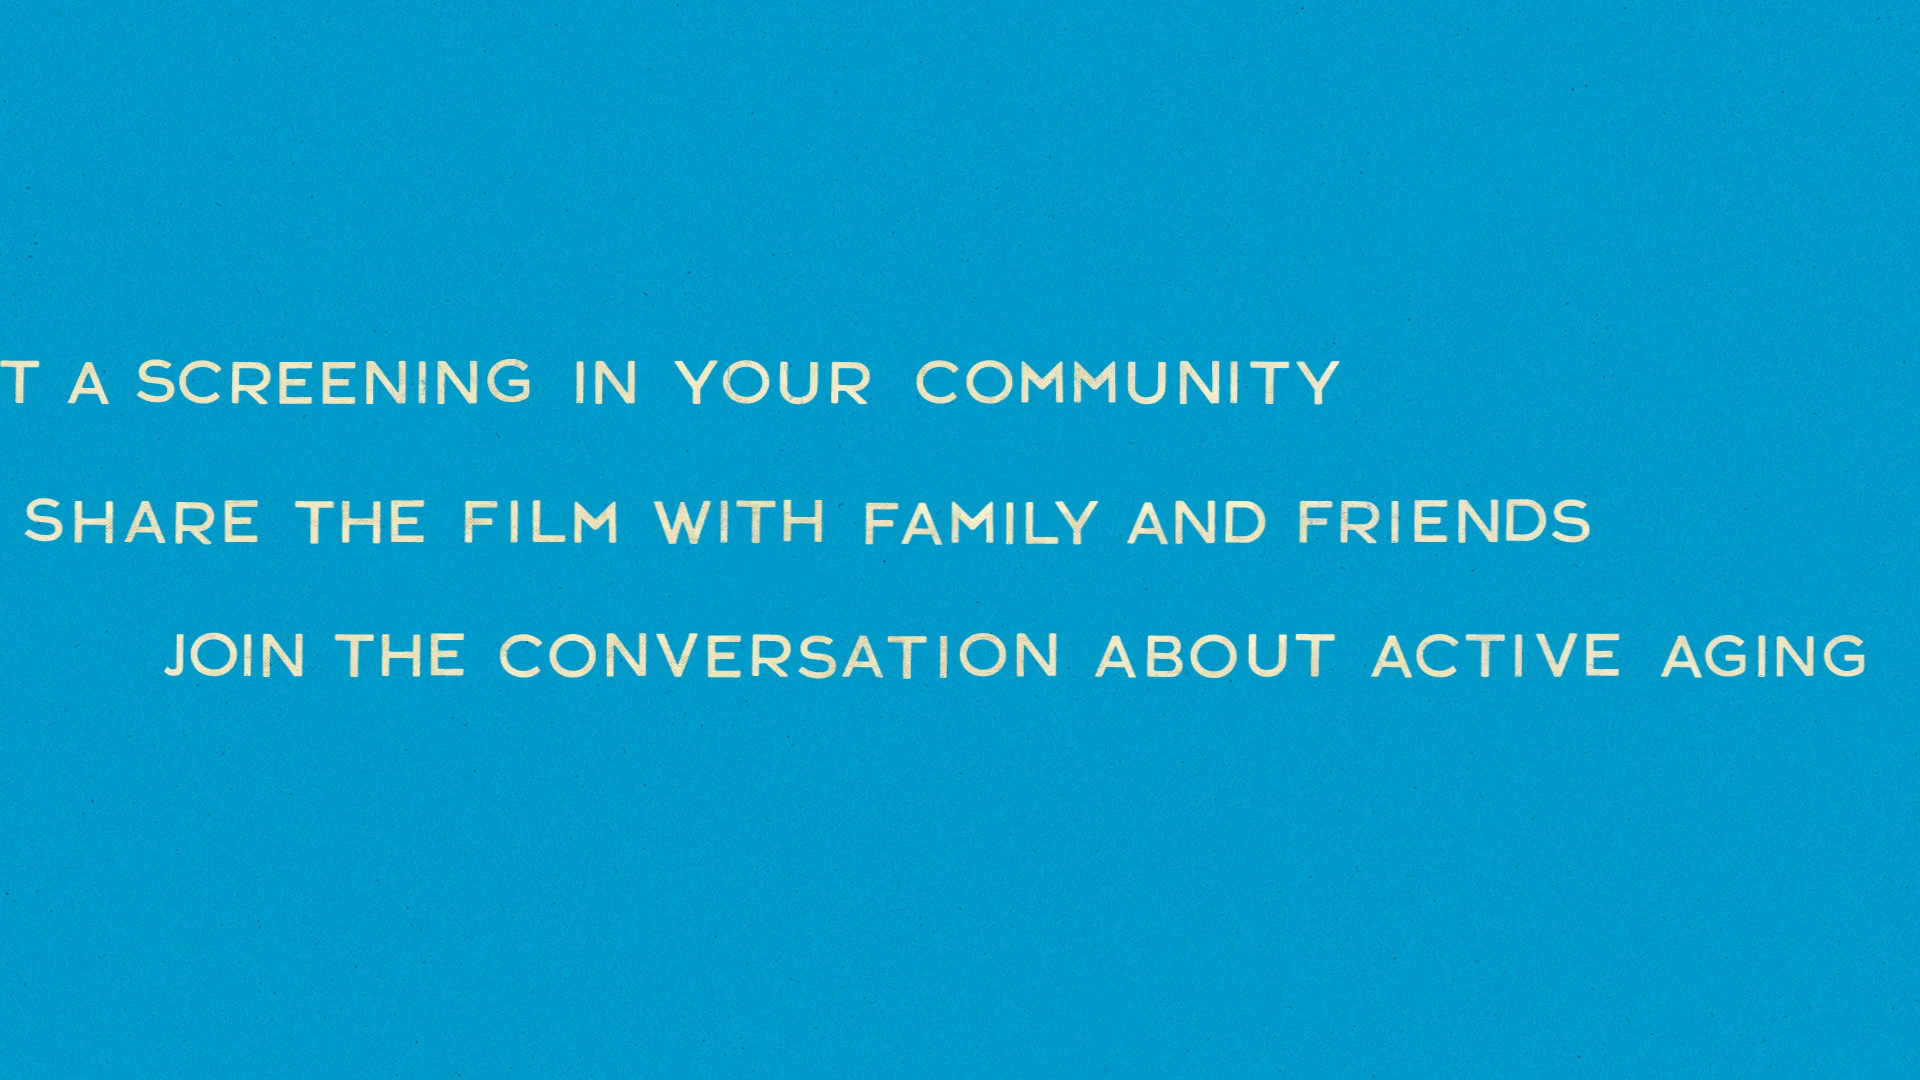 T A SCREENING IN YOUR COMMUNITY
SHARE THE FILM WITH FAMILY AND FRIENDS
JOIN THE CONVERSATION ABOUT ACTIVE AGING